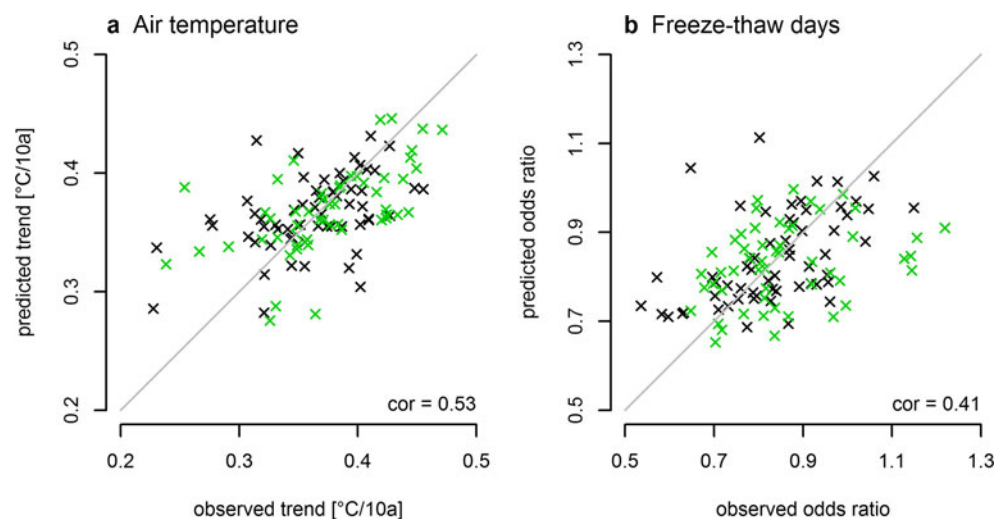 a Air temperature
predicted trend [°C/10a]
0.5
0.4
0.3
0.2
cor = 0.53
0.2 0.3 0.4 0.5
observed trend [°C/10a]
b Freeze-thaw days
predicted odds ratio
1.3
1.1
0.9
0.7
0.5
cor = 0.41
0.5 0.7 0.9 1.1 1.3
observed odds ratio